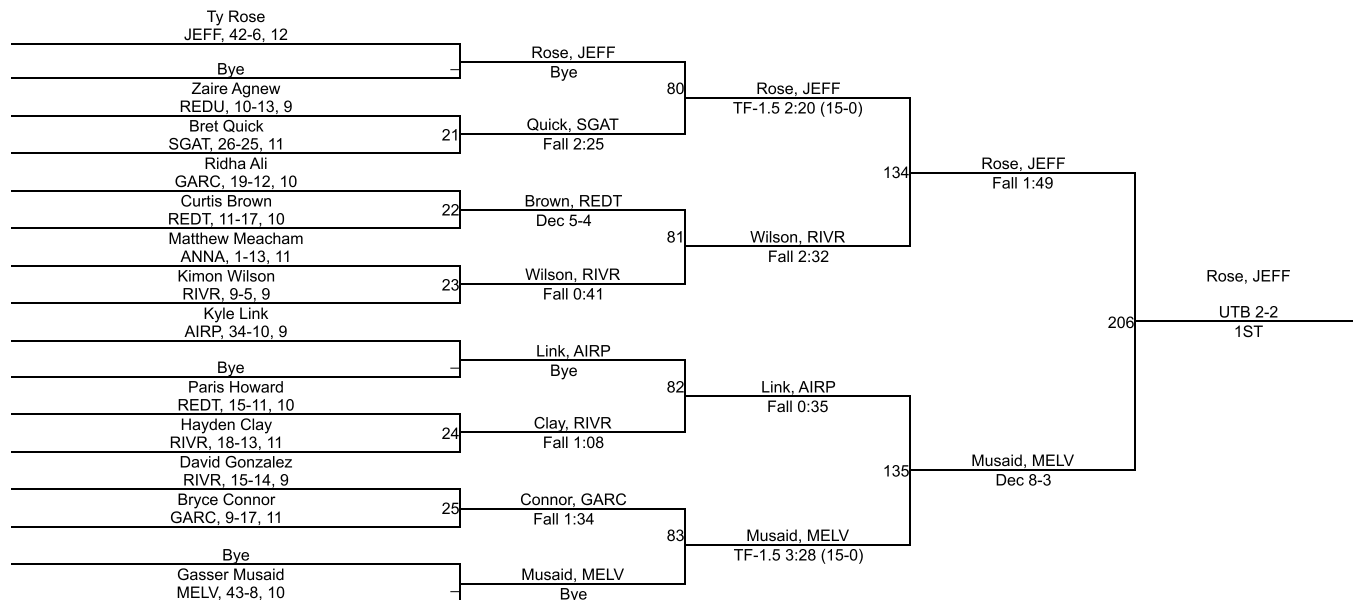 Ty Rose
JEFF, 42-6, 12
Bye
Zaire Agnew
REDU, 10-13, 9
Bret Quick
SGAT, 26-25, 11
Ridha Ali
GARC, 19-12, 10
Curtis Brown
REDT, 11-17, 10
Matthew Meacham
ANNA, 1-13, 11
Kimon Wilson
RIVR, 9-5, 9
Kyle Link
AIRP, 34-10, 9
Bye
Paris Howard
REDT, 15-11, 10
Hayden Clay
RIVR, 18-13, 11
David Gonzalez
RIVR, 15-14, 9
Bryce Connor
GARC, 9-17, 11
Bye
Gasser Musaid
MELV, 43-8, 10
21
22
23
24
25
Rose, JEFF
Bye
Quick, SGAT
Fall 2:25
Brown, REDT
Dec 5-4
Wilson, RIVR
Fall 0:41
Link, AIRP
Bye
Clay, RIVR
Fall 1:08
Connor, GARC
Fall 1:34
Musaid, MELV
Bye
80
81
82
83
Rose, JEFF
TF-1.5 2:20 (15-0)
Wilson, RIVR
Fall 2:32
Link, AIRP
Fall 0:35
Musaid, MELV
TF-1.5 3:28 (15-0)
134
135
Rose, JEFF
Fall 1:49
Musaid, MELV
Dec 8-3
206
Rose, JEFF
UTB 2-2
1ST